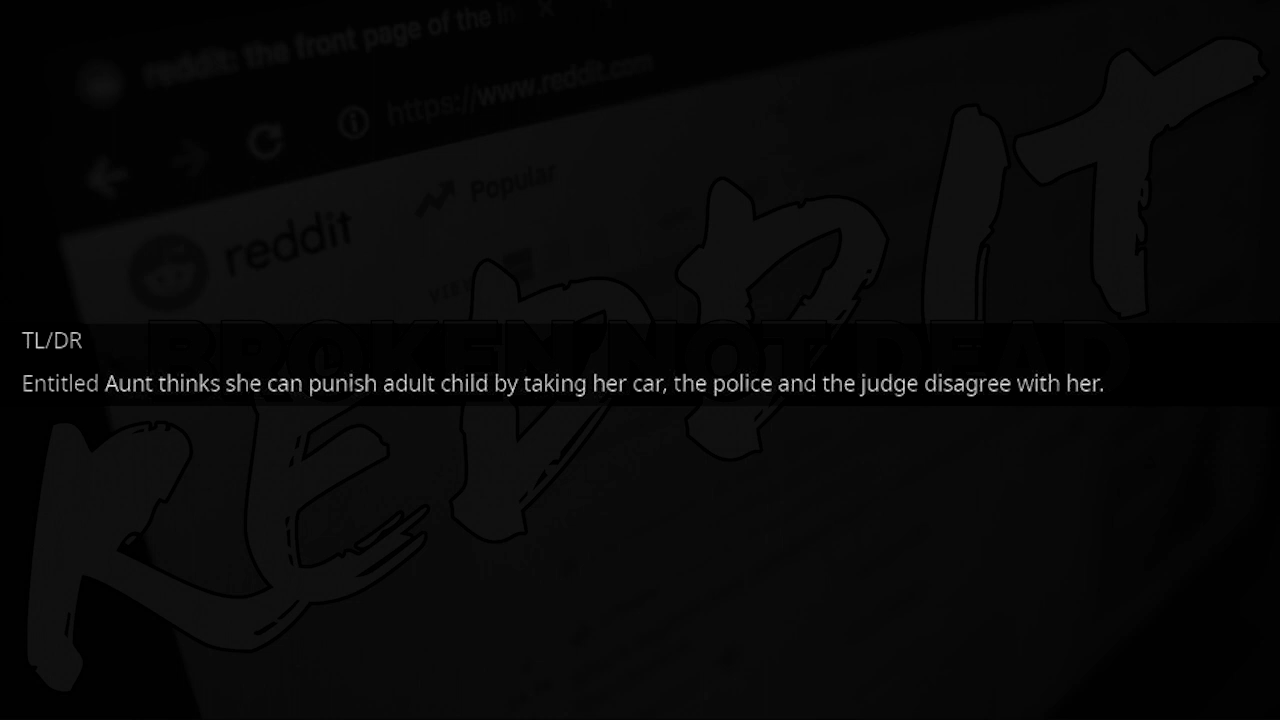 reddit: the front page of the in
https://www.reddit.com
reddit
Popular
REDDIT
BROKEN NOT DEAD
TL/DR
Entitled Aunt thinks she can punish adult child by taking her car, the police and the judge disagree with her.